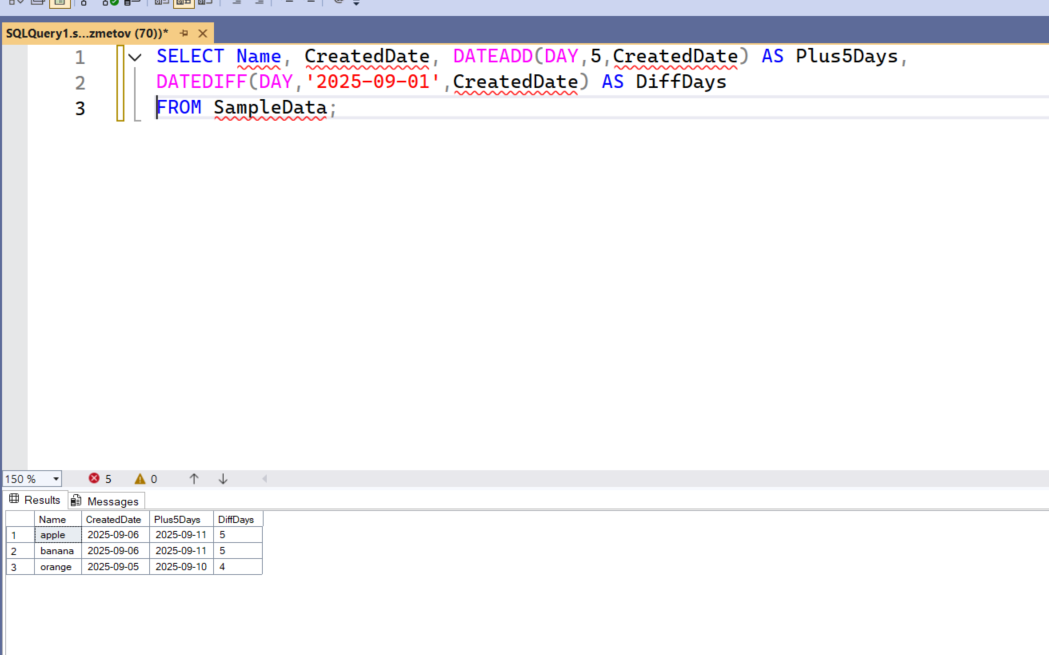 SQLQuery1.s...zmetov (70))*
1 SELECT Name, CreatedDate, DATEADD(DAY,5,CreatedDate) AS Plus5Days,
2 DATEDIFF(DAY,'2025-09-01',CreatedDate) AS DiffDays
3 FROM SampleData;
150 % 5 0
Results Messages
Name CreatedDate Plus5Days DiffDays
1 apple 2025-09-06 2025-09-11 5
2 banana 2025-09-06 2025-09-11 5
3 orange 2025-09-05 2025-09-10 4